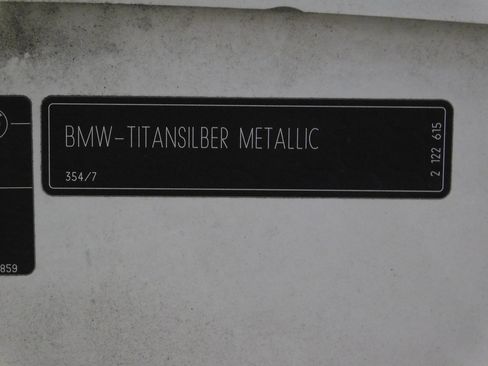 BMW-TITANSILBER METALLIC
354/7
2 122 615
859